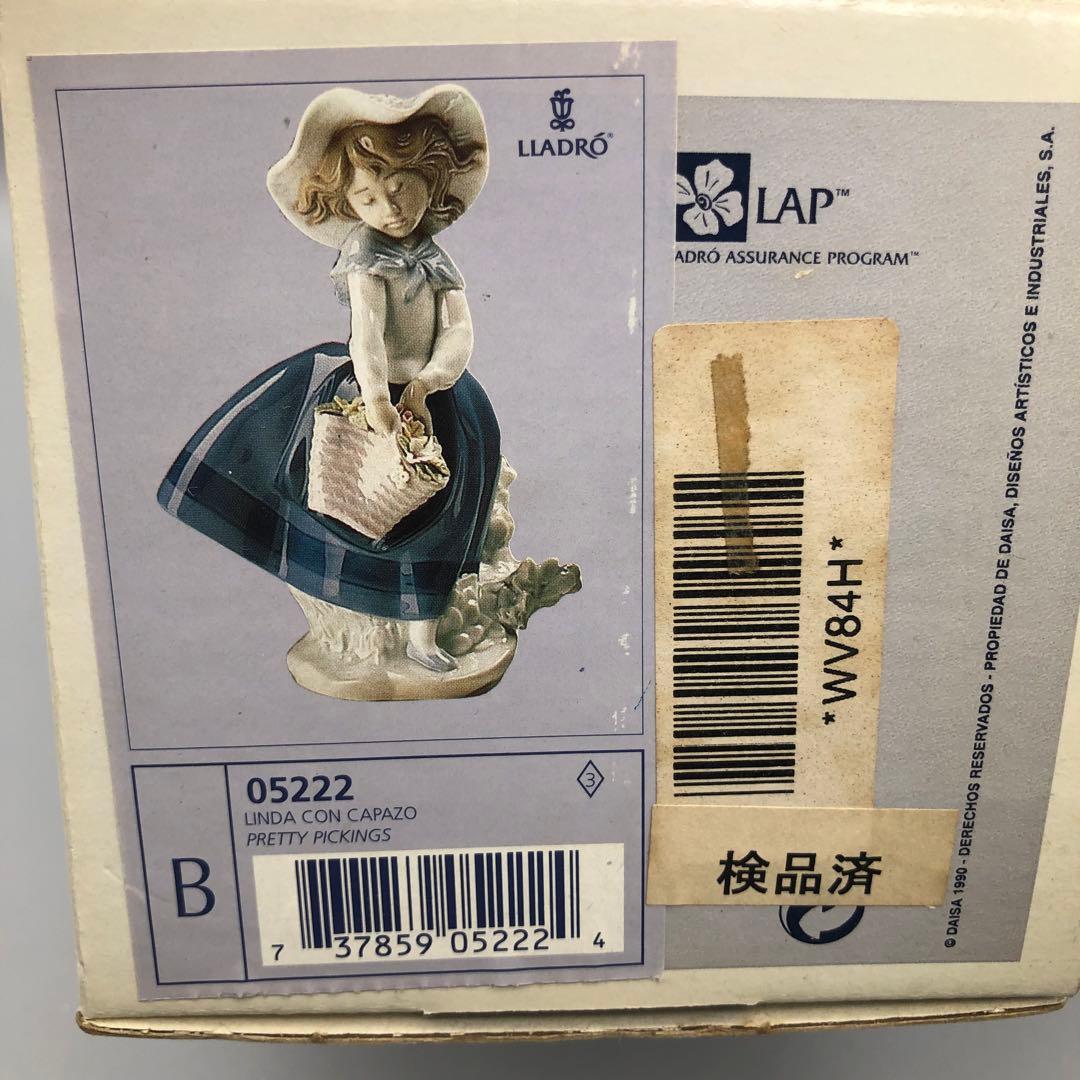 LLADRÓ®
05222
LINDA CON CAPAZO
PRETTY PICKINGS
3
B
7 37859 05222 4
LAP™
ADRÓ ASSURANCE PROGRAM™
*WV84H*
検品済
© DAISA 1990 - DERECHOS RESERVADOS - PROPIEDAD DE DAISA, DISEÑOS ARTÍSTICOS E INDUSTRIALES, S.A.